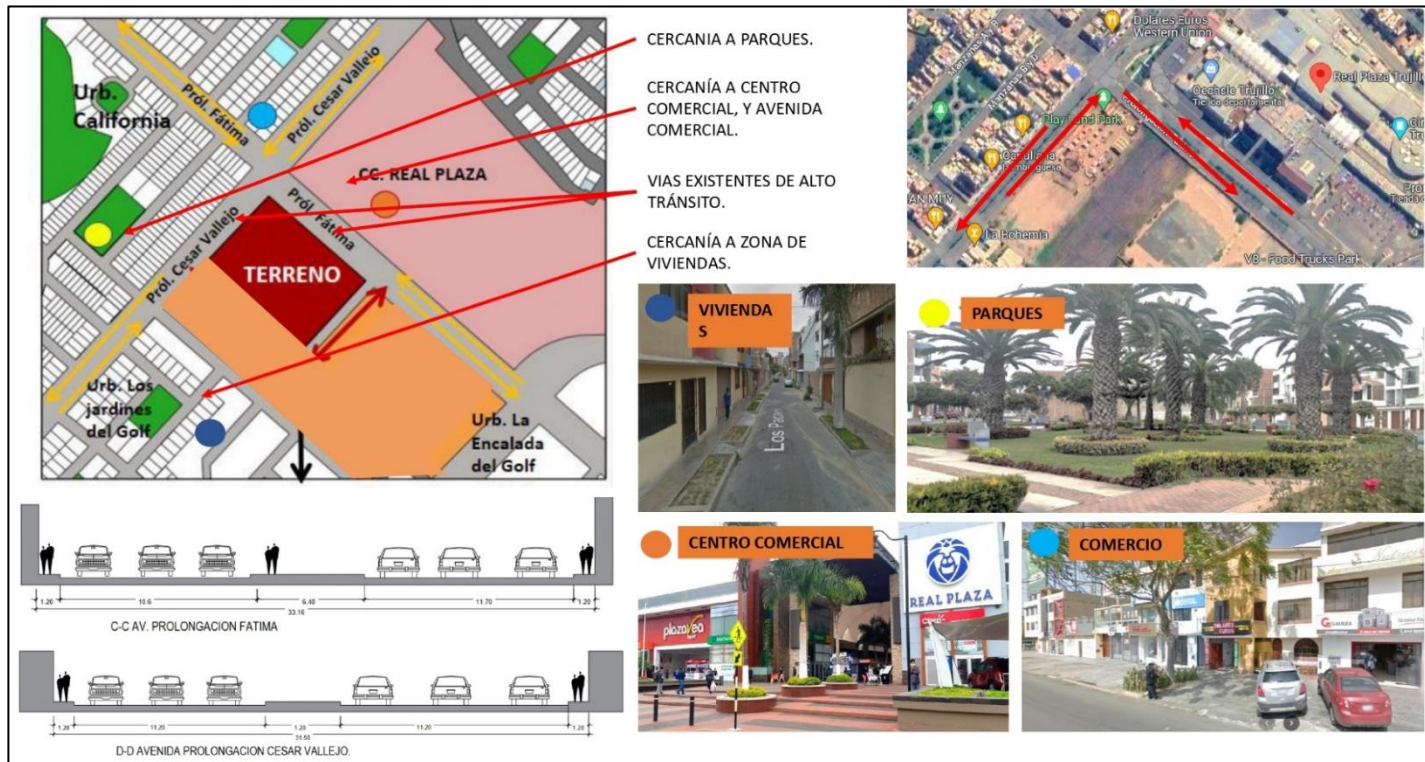 Urb.
California
Pról. Fátima
Pról. Cesar Vallejo
CC. REAL PLAZA
Pról. Cesar Vallejo
Pról. Fátima
TERRENO
Urb. Los
jardines
del Golf
Urb. La
Encalada
del Golf
CERCANIA A PARQUES.
CERCANÍA A CENTRO
COMERCIAL, Y AVENIDA
COMERCIAL.
VIAS EXISTENTES DE ALTO
TRÁNSITO.
CERCANÍA A ZONA DE
VIVIENDAS.
Dolares Euros
Western Union
Oechsle Trujillo
Tienda departamental
Real Plaza Trujillo
Playland Park
La Bohemia
V8 - Food Trucks Park
VIVIENDA
S
PARQUES
CENTRO COMERCIAL
plazavea
REAL PLAZA
COMERCIO
1.20
10.6
6.40
11.70
1.20
33.16
C-C AV. PROLONGACION FATIMA
1.20
11.20
1.20
11.20
1.20
31.50
D-D AVENIDA PROLONGACION CESAR VALLEJO.